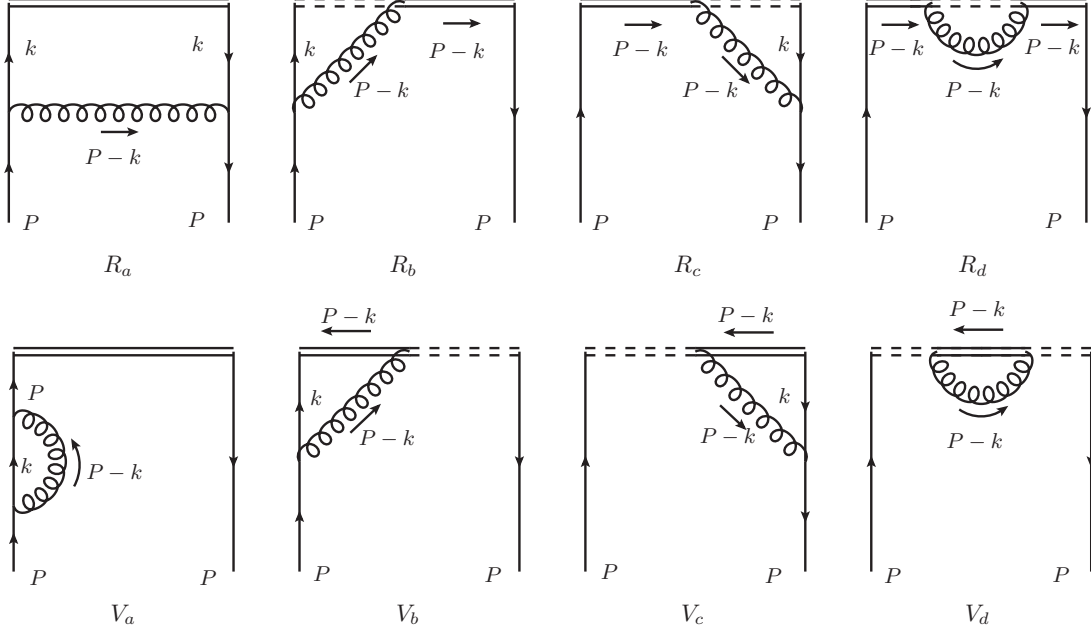 k k k P − k P − k k P − k P − k
P − k P − k P − k P − k
P P P P P P P P
R_a R_b R_c R_d
P − k P − k P − k
P k k
k P − k P − k P − k P − k
P P P P P P P P
V_a V_b V_c V_d